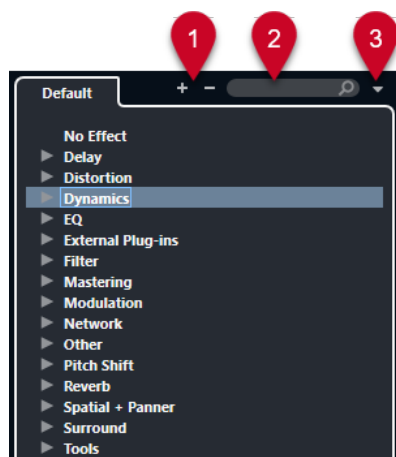 1 2 3
Default + −
No Effect
Delay
Distortion
Dynamics
EQ
External Plug-ins
Filter
Mastering
Modulation
Network
Other
Pitch Shift
Reverb
Spatial + Panner
Surround
Tools